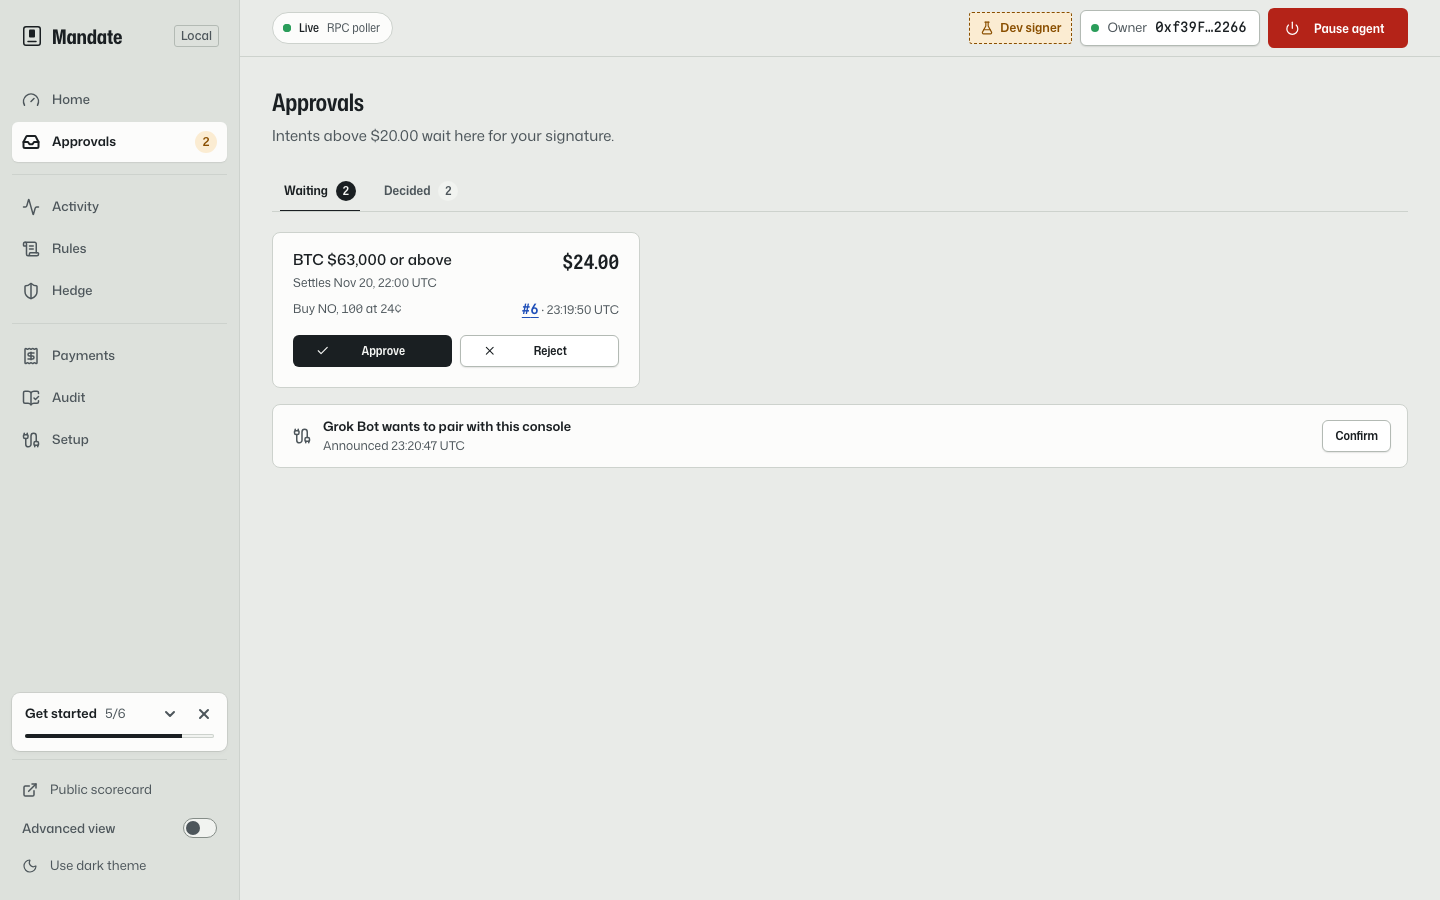 Mandate
Local
Home
Approvals 2
Activity
Rules
Hedge
Payments
Audit
Setup
Get started 5/6
Public scorecard
Advanced view
Use dark theme
Live RPC poller
Dev signer
Owner 0xf39F…2266
Pause agent
Approvals
Intents above $20.00 wait here for your signature.
Waiting 2 Decided 2
BTC $63,000 or above $24.00
Settles Nov 20, 22:00 UTC
Buy NO, 100 at 24¢ #6 · 23:19:50 UTC
Approve Reject
Grok Bot wants to pair with this console
Announced 23:20:47 UTC
Confirm